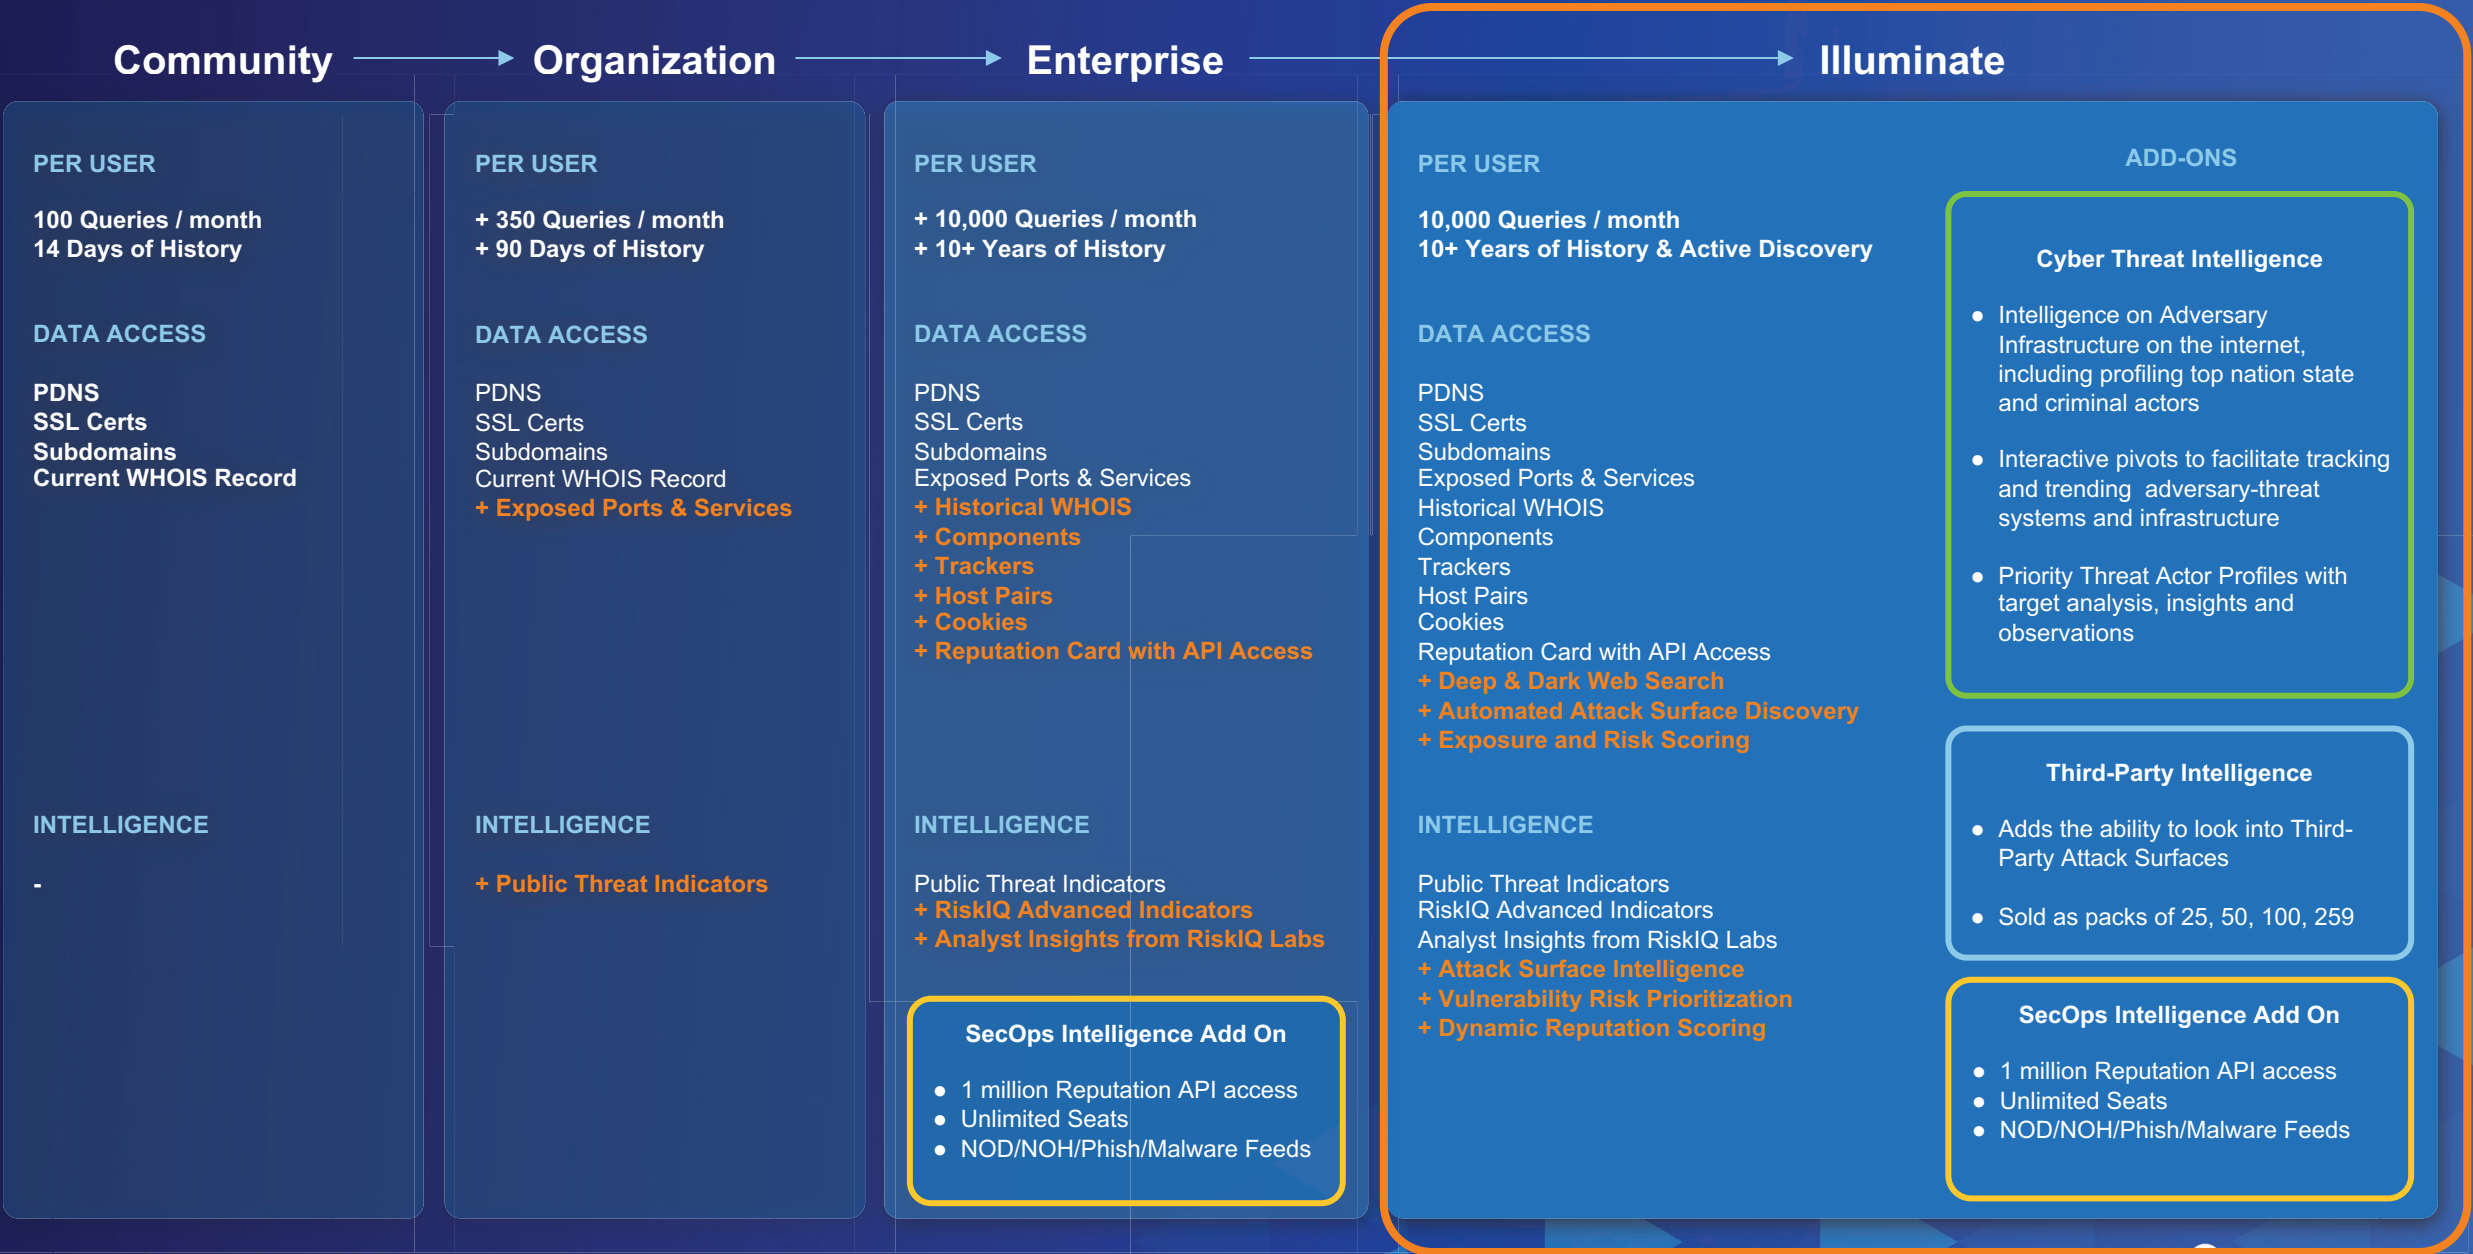 Community
Organization
Enterprise
Illuminate
PER USER
100 Queries / month
14 Days of History
DATA ACCESS
PDNS
SSL Certs
Subdomains
Current WHOIS Record
INTELLIGENCE
-
PER USER
+ 350 Queries / month
+ 90 Days of History
DATA ACCESS
PDNS
SSL Certs
Subdomains
Current WHOIS Record
+ Exposed Ports & Services
INTELLIGENCE
+ Public Threat Indicators
PER USER
+ 10,000 Queries / month
+ 10+ Years of History
DATA ACCESS
PDNS
SSL Certs
Subdomains
Exposed Ports & Services
+ Historical WHOIS
+ Components
+ Trackers
+ Host Pairs
+ Cookies
+ Reputation Card with API Access
INTELLIGENCE
Public Threat Indicators
+ RiskIQ Advanced Indicators
+ Analyst Insights from RiskIQ Labs
SecOps Intelligence Add On
● 1 million Reputation API access
● Unlimited Seats
● NOD/NOH/Phish/Malware Feeds
PER USER
10,000 Queries / month
10+ Years of History & Active Discovery
DATA ACCESS
PDNS
SSL Certs
Subdomains
Exposed Ports & Services
Historical WHOIS
Components
Trackers
Host Pairs
Cookies
Reputation Card with API Access
+ Deep & Dark Web Search
+ Automated Attack Surface Discovery
+ Exposure and Risk Scoring
INTELLIGENCE
Public Threat Indicators
RiskIQ Advanced Indicators
Analyst Insights from RiskIQ Labs
+ Attack Surface Intelligence
+ Vulnerability Risk Prioritization
+ Dynamic Reputation Scoring
ADD-ONS
Cyber Threat Intelligence
● Intelligence on Adversary
Infrastructure on the internet,
including profiling top nation state
and criminal actors
● Interactive pivots to facilitate tracking
and trending adversary-threat
systems and infrastructure
● Priority Threat Actor Profiles with
target analysis, insights and
observations
Third-Party Intelligence
● Adds the ability to look into Third-
Party Attack Surfaces
● Sold as packs of 25, 50, 100, 259
SecOps Intelligence Add On
● 1 million Reputation API access
● Unlimited Seats
● NOD/NOH/Phish/Malware Feeds